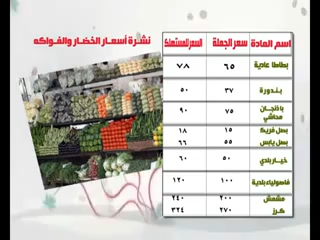 نشرة أسعار الخضار والفواكه
اسم المادة سعر الجملة السعر للمستهلك
بطاطا عادية ٦٥ ٧٨
بندورة ٣٧ ٥٠
باذنجان محاشي ٧٥ ٩٠
بصل فريك ١٥ ١٨
بصل يابس ٥٥ ٦٦
خيار بلدي ٥٠ ٦٠
فاصولياء بلدية ١٠٠ ١٢٠
مشمش ٢٠٠ ٢٤٠
كرز ٢٧٠ ٣٢٤